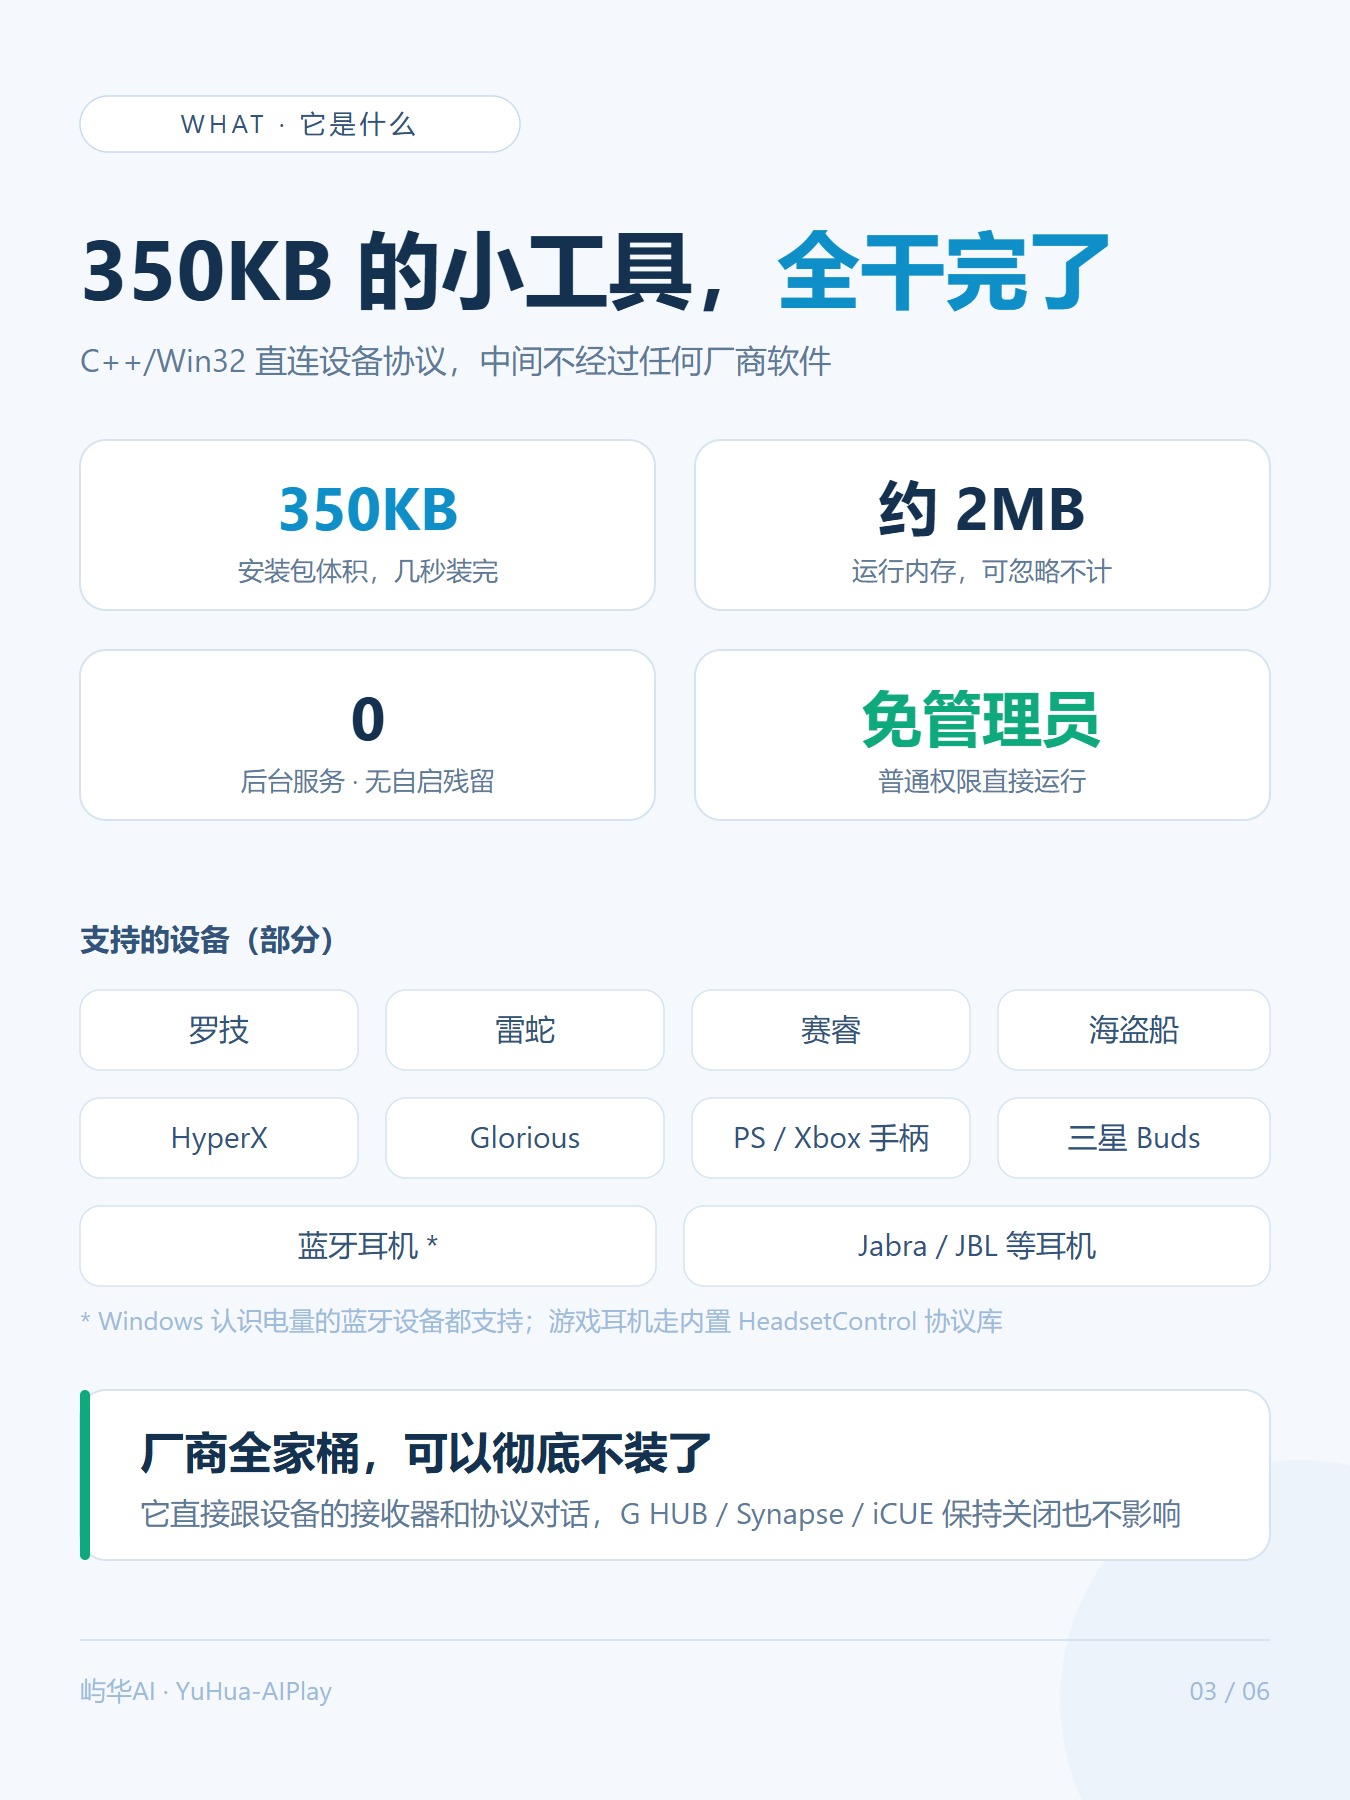 WHAT · 它是什么
350KB 的小工具，全干完了
C++/Win32 直连设备协议，中间不经过任何厂商软件
350KB
安装包体积，几秒装完
约 2MB
运行内存，可忽略不计
0
后台服务 · 无自启残留
免管理员
普通权限直接运行
支持的设备（部分）
罗技
雷蛇
赛睿
海盗船
HyperX
Glorious
PS / Xbox 手柄
三星 Buds
蓝牙耳机 *
Jabra / JBL 等耳机
* Windows 认识电量的蓝牙设备都支持；游戏耳机走内置 HeadsetControl 协议库
厂商全家桶，可以彻底不装了
它直接跟设备的接收器和协议对话，G HUB / Synapse / iCUE 保持关闭也不影响
屿华AI · YuHua-AIPlay
03 / 06